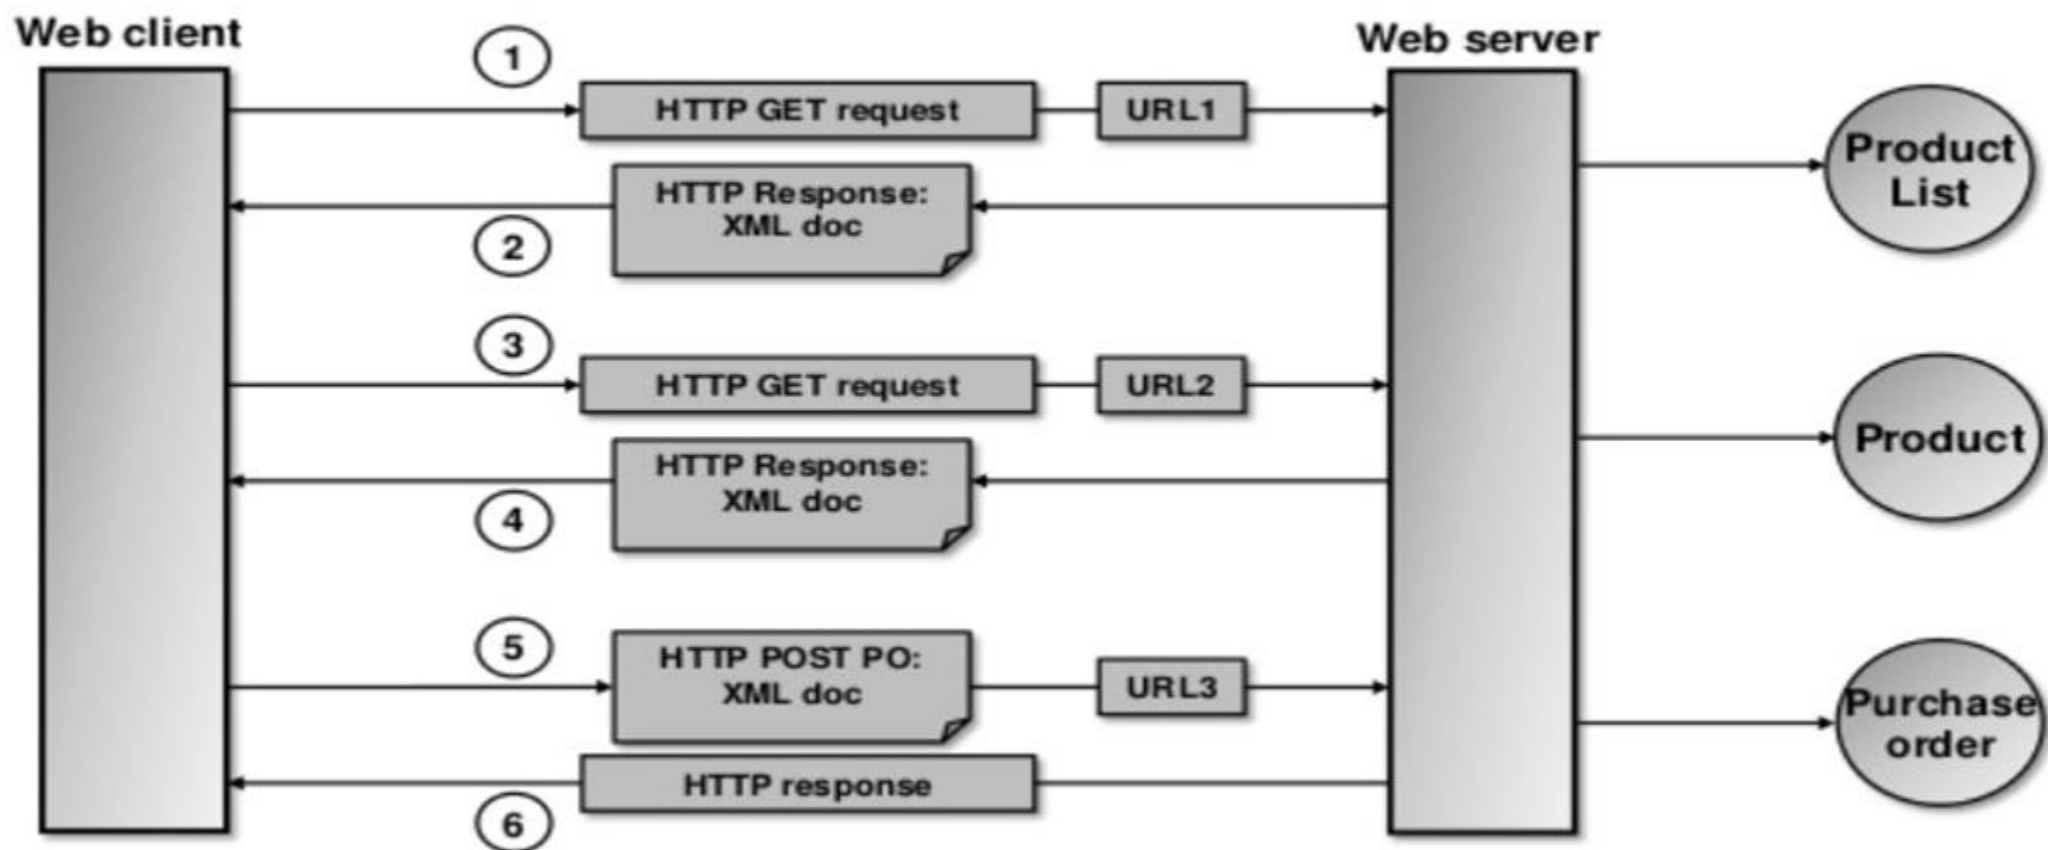 Web client
Web server
1
HTTP GET request
URL1
Product
List
HTTP Response:
XML doc
2
3
HTTP GET request
URL2
Product
HTTP Response:
XML doc
4
5
HTTP POST PO:
XML doc
URL3
Purchase
order
HTTP response
6